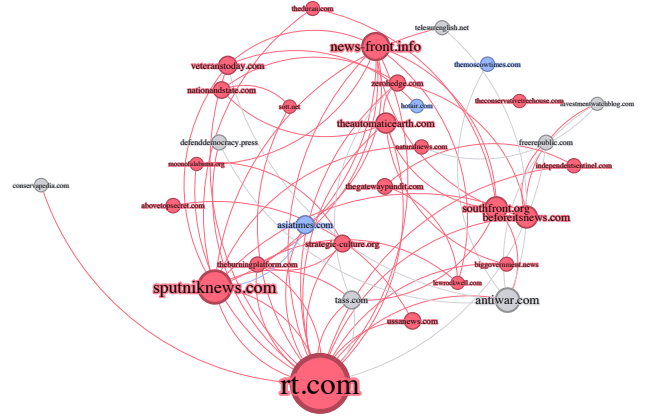 theduran.com
telesurenglish.net
news-front.info
veteranstoday.com
themoscowtimes.com
zerohedge.com
nationandstate.com
sott.net
hotair.com
theconservativetreehouse.com
investmentwatchblog.com
theautomaticearth.com
defenddemocracy.press
naturalnews.com
freerepublic.com
moonofalabama.org
independentsentinel.com
conservapedia.com
thegatewaypundit.com
abovetopsecret.com
southfront.org
beforeitsnews.com
asiatimes.com
strategic-culture.org
theburningplatform.com
biggovernment.news
sputniknews.com
lewrockwell.com
tass.com
antiwar.com
ussanews.com
rt.com